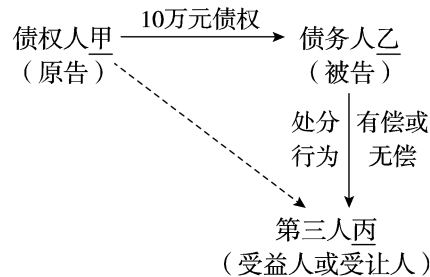 10万元债权
债权人甲
债务人乙
（原告）
（被告）
处分
行为
有偿或
无偿
第三人丙
（受益人或受让人）